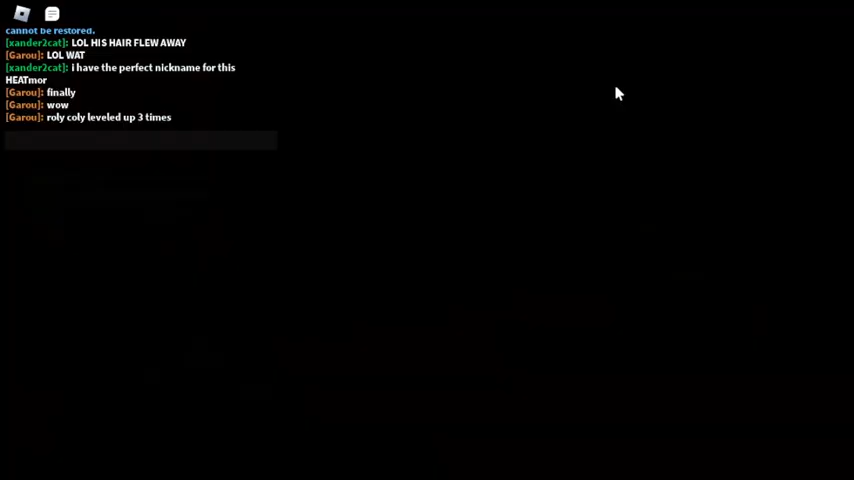 cannot be restored.
[xander2cat]: LOL HIS HAIR FLEW AWAY
[Garou]: LOL WAT
[xander2cat]: i have the perfect nickname for this
HEATmor
[Garou]: finally
[Garou]: wow
[Garou]: roly coly leveled up 3 times